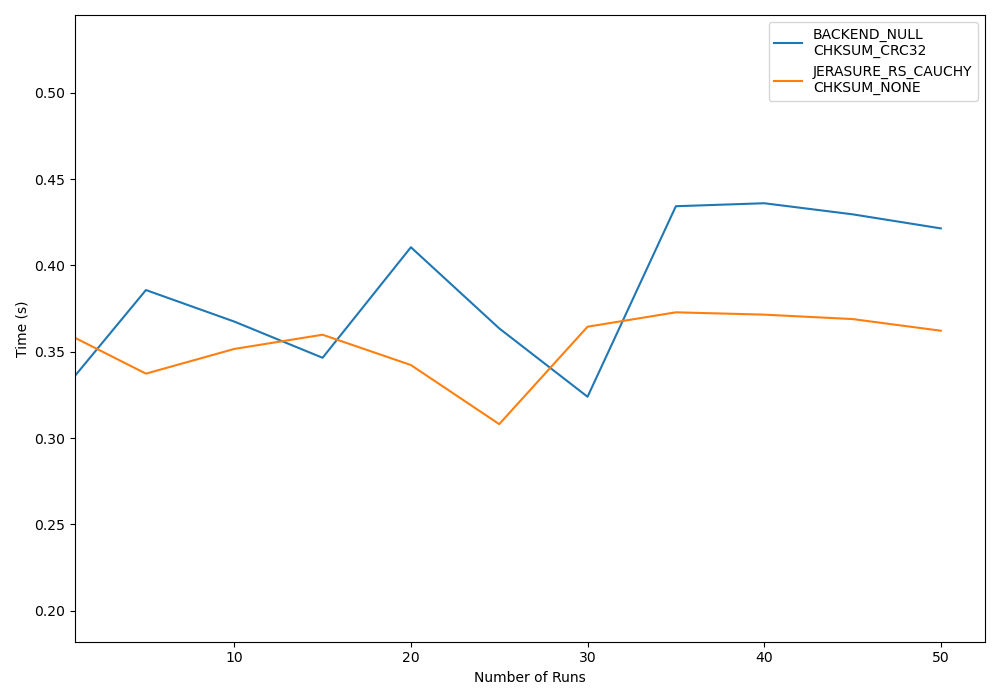 BACKEND_NULL
CHKSUM_CRC32
JERASURE_RS_CAUCHY
CHKSUM_NONE
0.50
0.45
0.40
0.35
0.30
0.25
0.20
Time (s)
10 20 30 40 50
Number of Runs